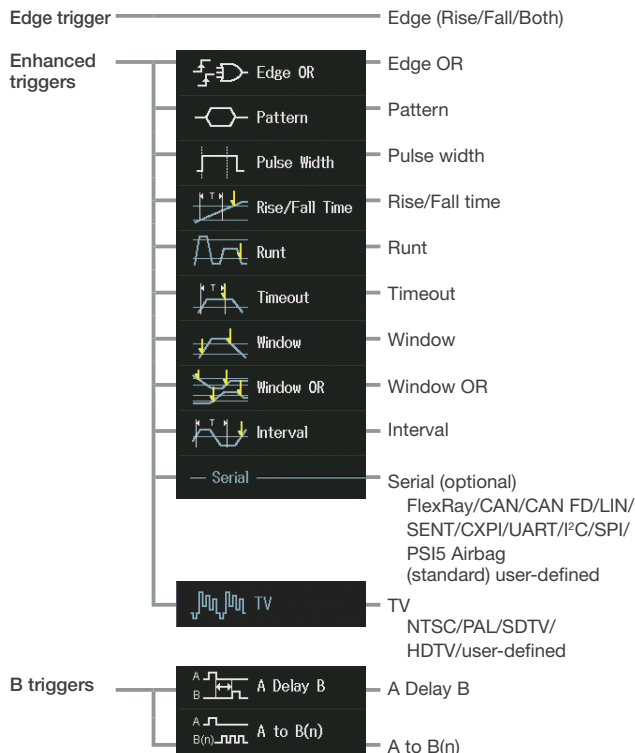 Edge trigger
Edge (Rise/Fall/Both)
Enhanced
triggers
Edge OR
Edge OR
Pattern
Pattern
Pulse Width
Pulse width
T
Rise/Fall Time
Rise/Fall time
Runt
Runt
T
Timeout
Timeout
Window
Window
Window OR
Window OR
T
Interval
Interval
Serial
Serial (optional)
FlexRay/CAN/CAN FD/LIN/
SENT/CXPI/UART/I²C/SPI/
PSI5 Airbag
(standard) user-defined
TV
TV
NTSC/PAL/SDTV/
HDTV/user-defined
B triggers
A
B
A Delay B
A Delay B
A
B(n)
A to B(n)
A to B(n)